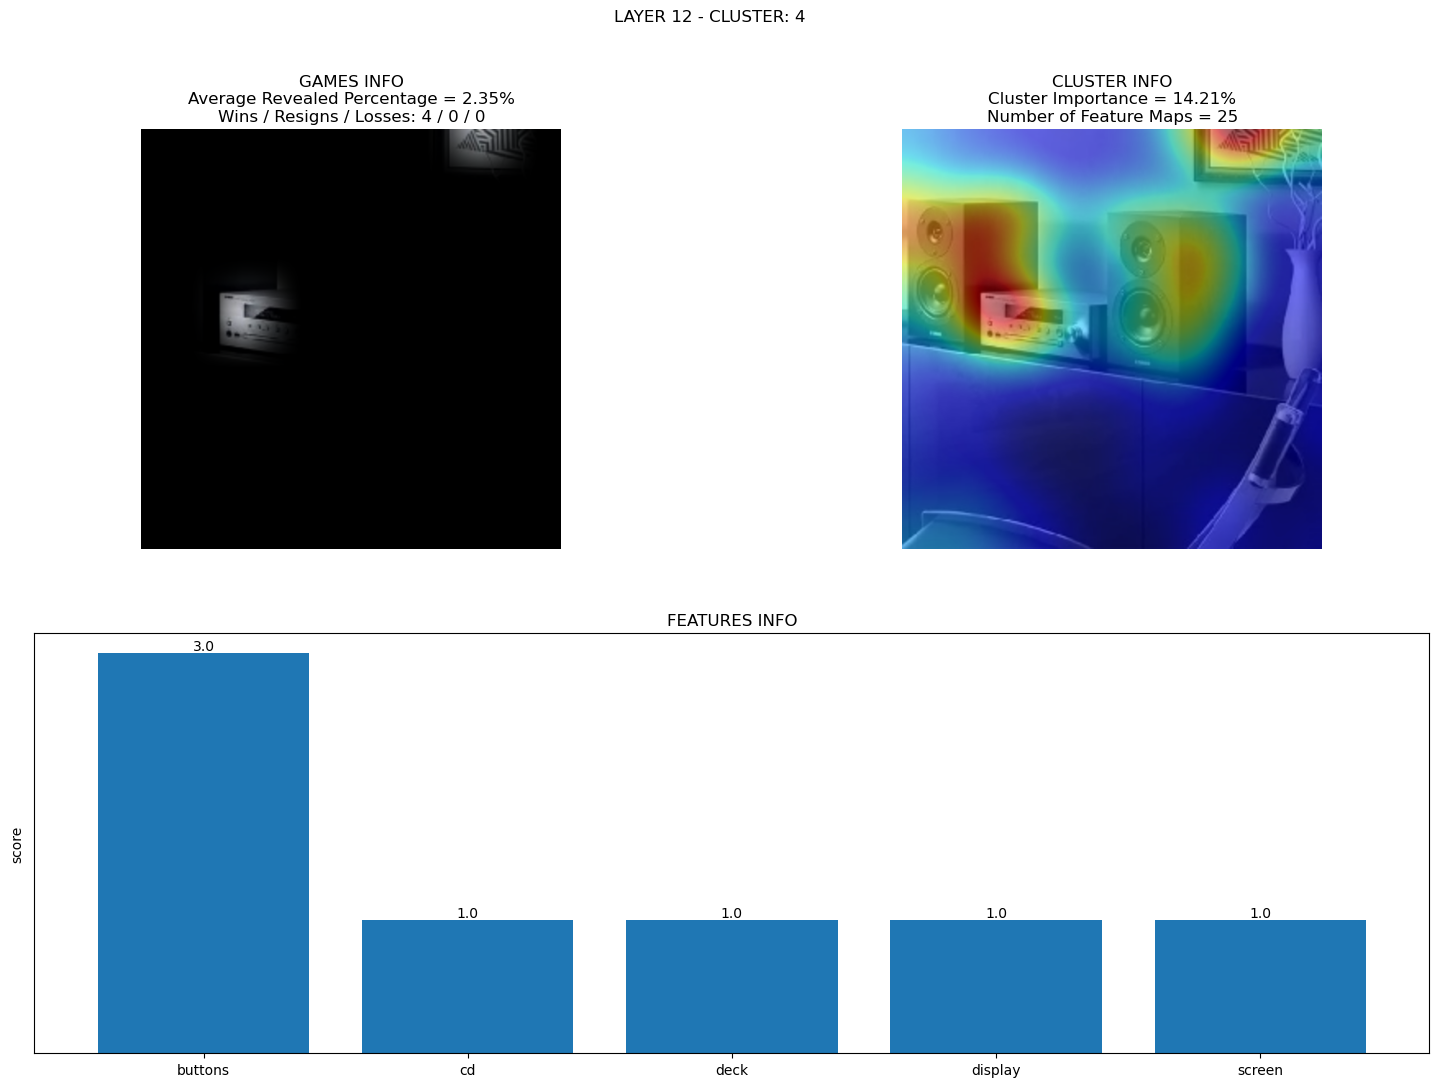 LAYER 12 - CLUSTER: 4
GAMES INFO
Average Revealed Percentage = 2.35%
Wins / Resigns / Losses: 4 / 0 / 0
CLUSTER INFO
Cluster Importance = 14.21%
Number of Feature Maps = 25
FEATURES INFO
score
3.0
1.0
1.0
1.0
1.0
buttons
cd
deck
display
screen